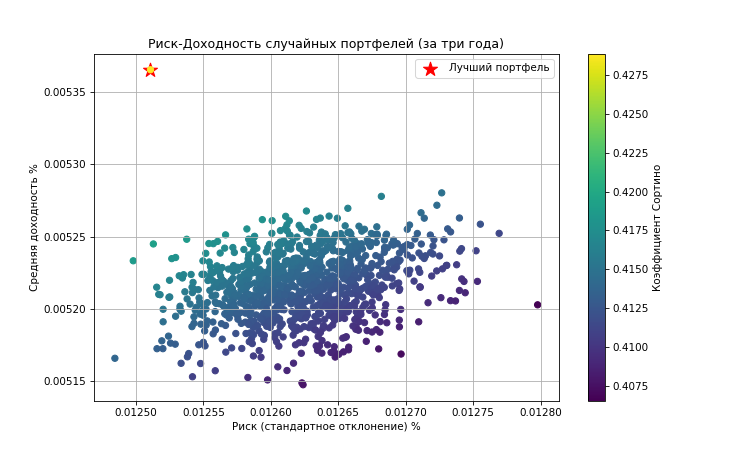 Риск-Доходность случайных портфелей (за три года)
Лучший портфель
Средняя доходность %
0.00535
0.00530
0.00525
0.00520
0.00515
0.01250 0.01255 0.01260 0.01265 0.01270 0.01275 0.01280
Риск (стандартное отклонение) %
0.4275
0.4250
0.4225
0.4200
0.4175
0.4150
0.4125
0.4100
0.4075
Коэффициент Сортино